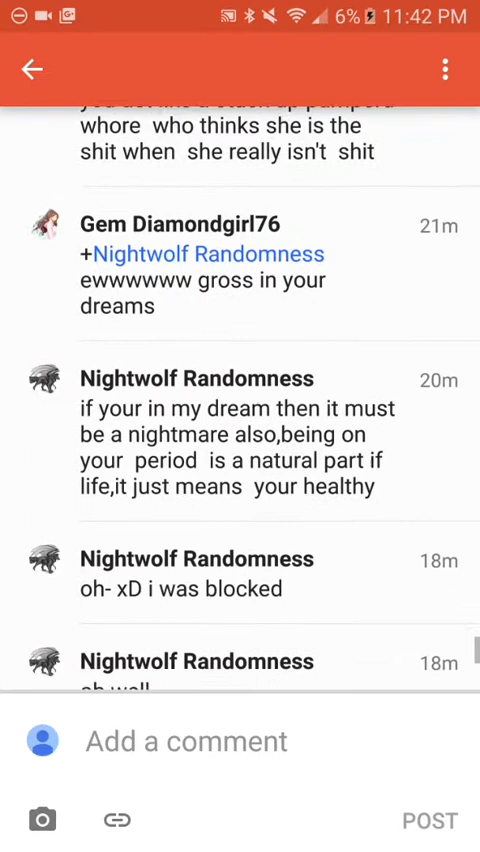 6% 11:42 PM
whore who thinks she is the
shit when she really isn't shit
Gem Diamondgirl76 21m
+Nightwolf Randomness
ewwwwww gross in your
dreams
Nightwolf Randomness 20m
if your in my dream then it must
be a nightmare also,being on
your period is a natural part if
life,it just means your healthy
Nightwolf Randomness 18m
oh- xD i was blocked
Nightwolf Randomness 18m
oh well
Add a comment
POST